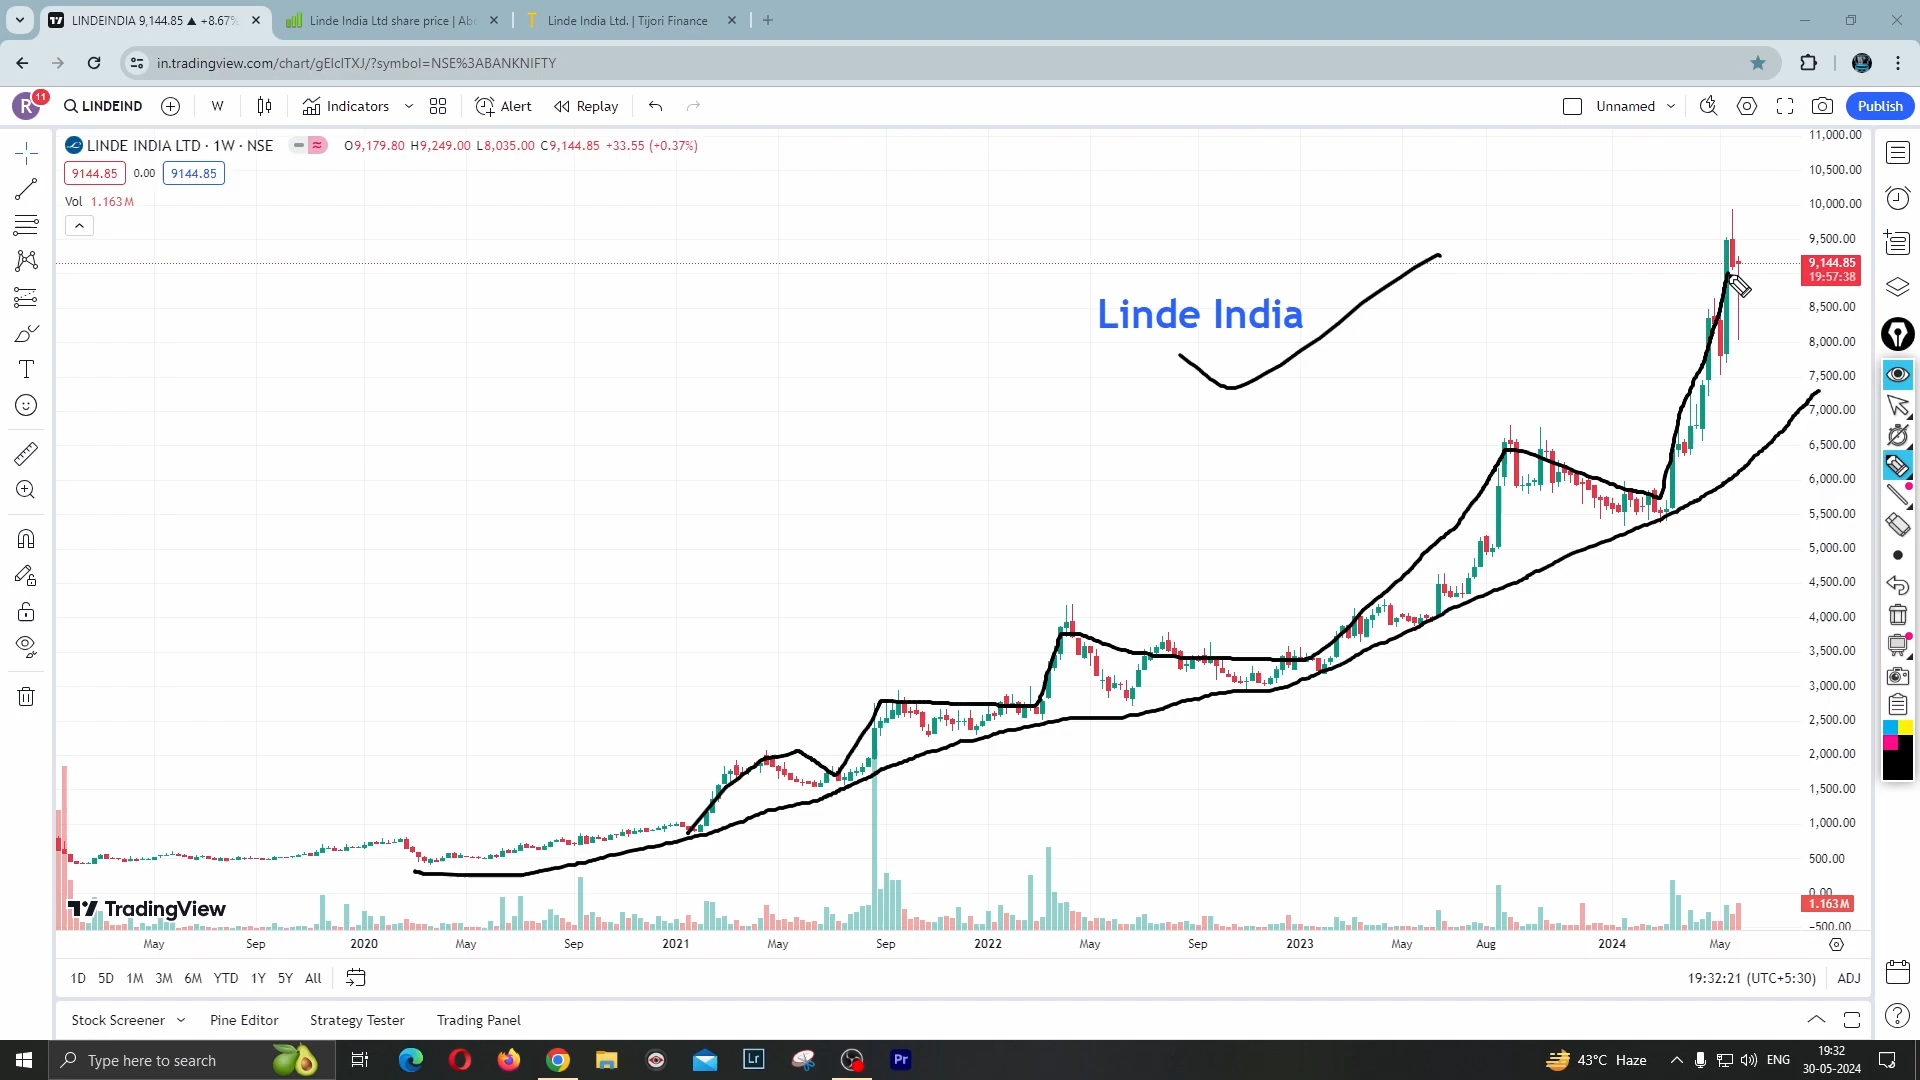 LINDEINDIA 9,144.85 ▲ +8.67%
Linde India Ltd share price | Abo
Linde India Ltd. | Tijori Finance
in.tradingview.com/chart/gElcITXJ/?symbol=NSE%3ABANKNIFTY
R 11 LINDEIND W Indicators Alert Replay Unnamed Publish
LINDE INDIA LTD · 1W · NSE O9,179.80 H9,249.00 L8,035.00 C9,144.85 +33.55 (+0.37%)
9144.85 0.00 9144.85
Vol 1.163M
11,000.00
10,500.00
10,000.00
9,500.00
9,144.85
19:57:38
8,500.00
8,000.00
7,500.00
7,000.00
6,500.00
6,000.00
5,500.00
5,000.00
4,500.00
4,000.00
3,500.00
3,000.00
2,500.00
2,000.00
1,500.00
1,000.00
500.00
0.00
1.163M
−500.00
Linde India
TradingView
May Sep 2020 May Sep 2021 May Sep 2022 May Sep 2023 May Aug 2024 May
1D 5D 1M 3M 6M YTD 1Y 5Y All 19:32:21 (UTC+5:30) ADJ
Stock Screener Pine Editor Strategy Tester Trading Panel
Type here to search Lr Pr 43°C Haze ENG 19:32
30-05-2024